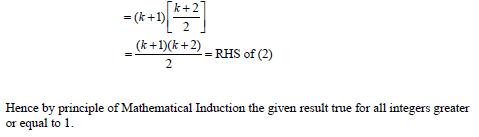 = (k+1)[(k+2)/2]
= (k+1)(k+2)/2 = RHS of (2)
Hence by principle of Mathematical Induction the given result true for all integers greater
or equal to 1.